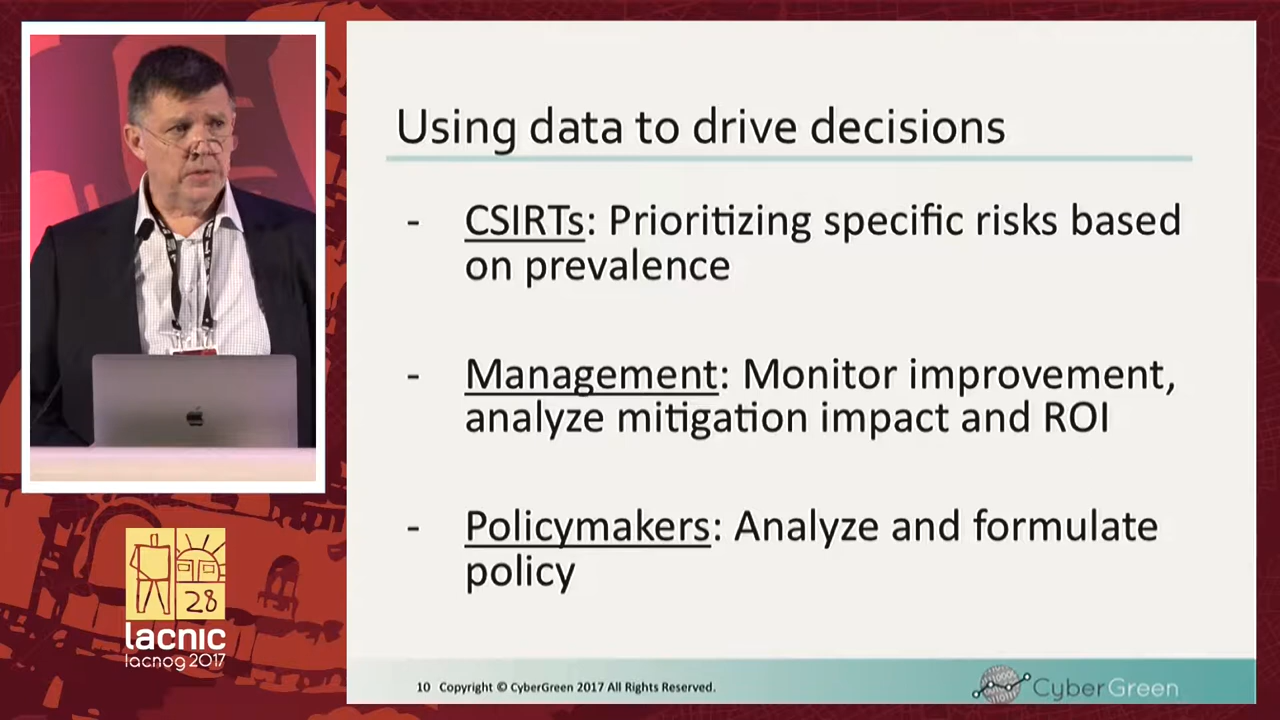 Using data to drive decisions
- CSIRTs: Prioritizing specific risks based
on prevalence
- Management: Monitor improvement,
analyze mitigation impact and ROI
- Policymakers: Analyze and formulate
policy
10 Copyright © CyberGreen 2017 All Rights Reserved.
CyberGreen
28
lacnic
lacnog 2017